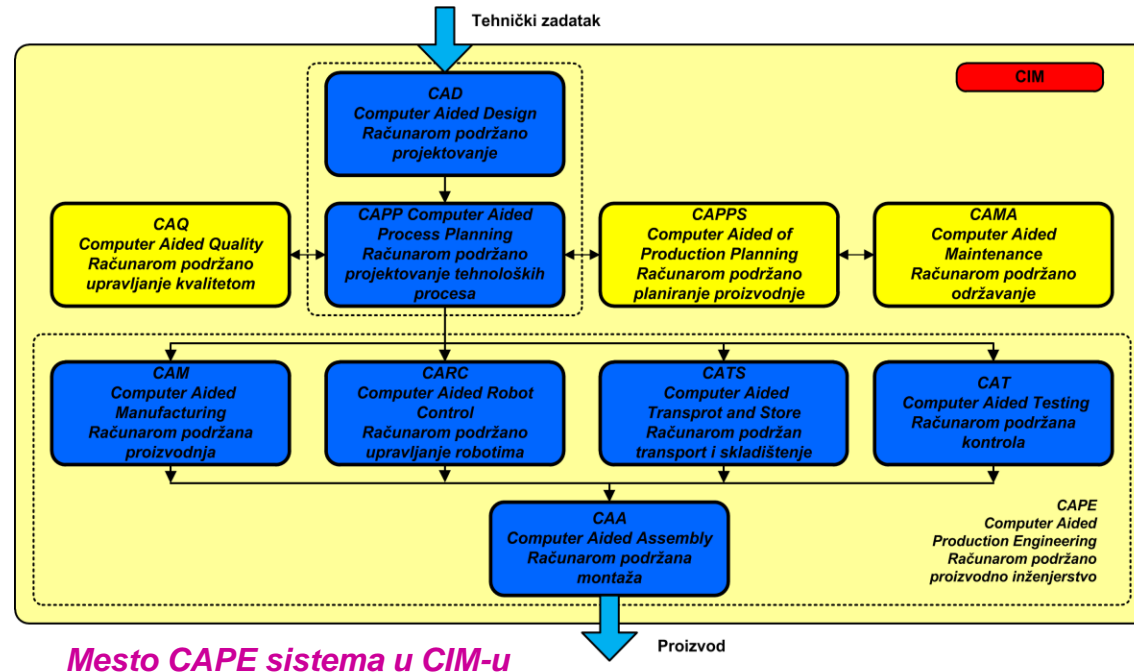 Tehnički zadatak
CIM
CAD
Computer Aided Design
Računarom podržano
projektovanje
CAQ
Computer Aided Quality
Računarom podržano
upravljanje kvalitetom
CAPP Computer Aided
Process Planning
Računarom podržano
projektovanje tehnoloških
procesa
CAPPS
Computer Aided of
Production Planning
Računarom podržano
planiranje proizvodnje
CAMA
Computer Aided
Maintenance
Računarom podržano
održavanje
CAM
Computer Aided
Manufacturing
Računarom podržana
proizvodnja
CARC
Computer Aided Robot
Control
Računarom podržano
upravljanje robotima
CATS
Computer Aided
Transprot and Store
Računarom podržan
transport i skladištenje
CAT
Computer Aided Testing
Računarom podržana
kontrola
CAA
Computer Aided Assembly
Računarom podržana
montaža
CAPE
Computer Aided
Production Engineering
Računarom podržano
proizvodno inženjerstvo
Proizvod
Mesto CAPE sistema u CIM-u